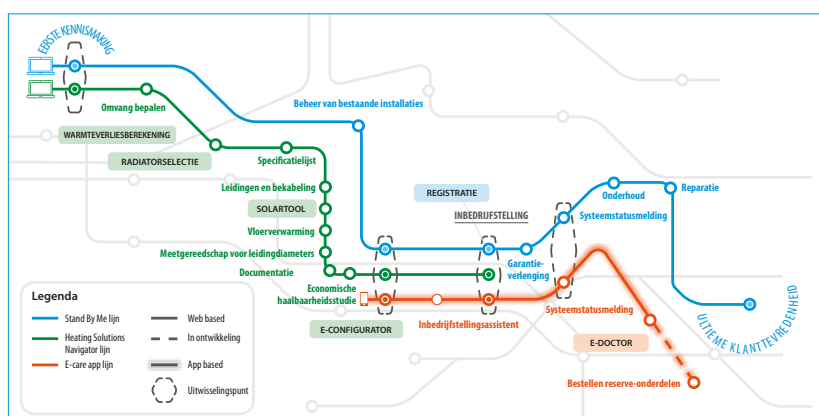 EERSTE KENNISMAKING
Beheer van bestaande installaties
Omvang bepalen
WARMTEVERLIESBEREKENING
RADIATORSELECTIE
Specificatielijst
Leidingen en bekabeling
SOLARTOOL
Vloerverwarming
Meetgereedschap voor leidingdiameters
Documentatie
Economische
haalbaarheidsstudie
E-CONFIGURATOR
REGISTRATIE
INBEDRIJFSTELLING
Garantie-
verlenging
Inbedrijfstellingsassistent
Onderhoud
Systeemstatusmelding
Reparatie
Systeemstatusmelding
E-DOCTOR
Bestellen reserve-onderdelen
ULTIEME KLANTTEVREDENHEID
Legenda
Stand By Me lijn
Heating Solutions
Navigator lijn
E-care app lijn
Web based
In ontwikkeling
App based
Uitwisselingspunt